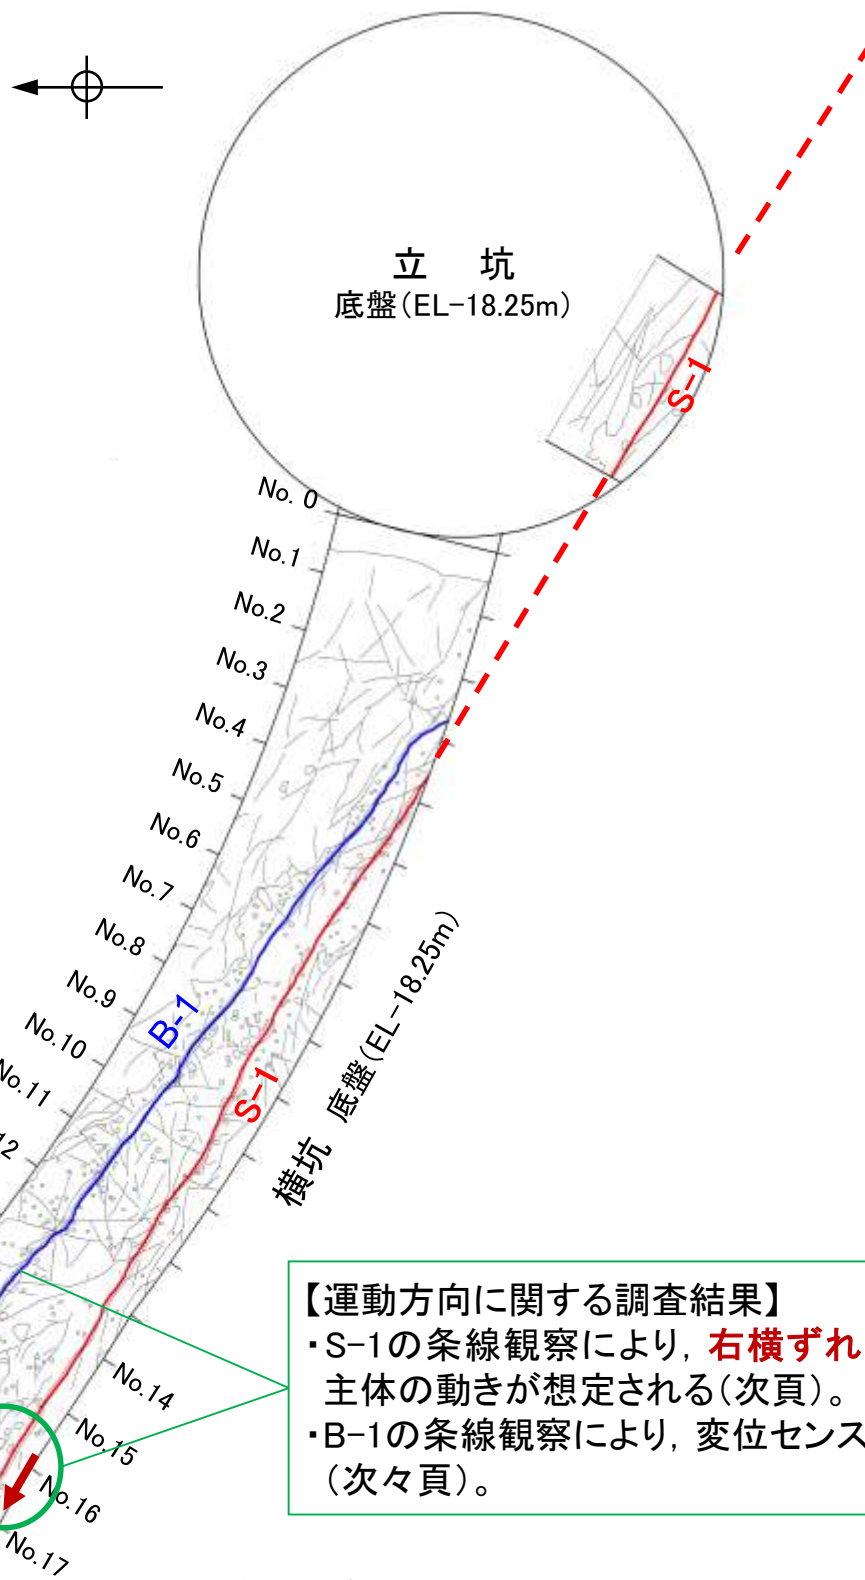 立 坑
底盤(EL-18.25m)
S-1
No. 0
No.1
No.2
No.3
No.4
No.5
No.6
No.7
No.8
No.9
No.10
No.11
12
B-1
S-1
横坑 底盤(EL-18.25m)
【運動方向に関する調査結果】
・S-1の条線観察により, 右横ずれ
主体の動きが想定される(次頁)。
・B-1の条線観察により, 変位センス
(次々頁)。
No.14
No.15
No.16
No.17